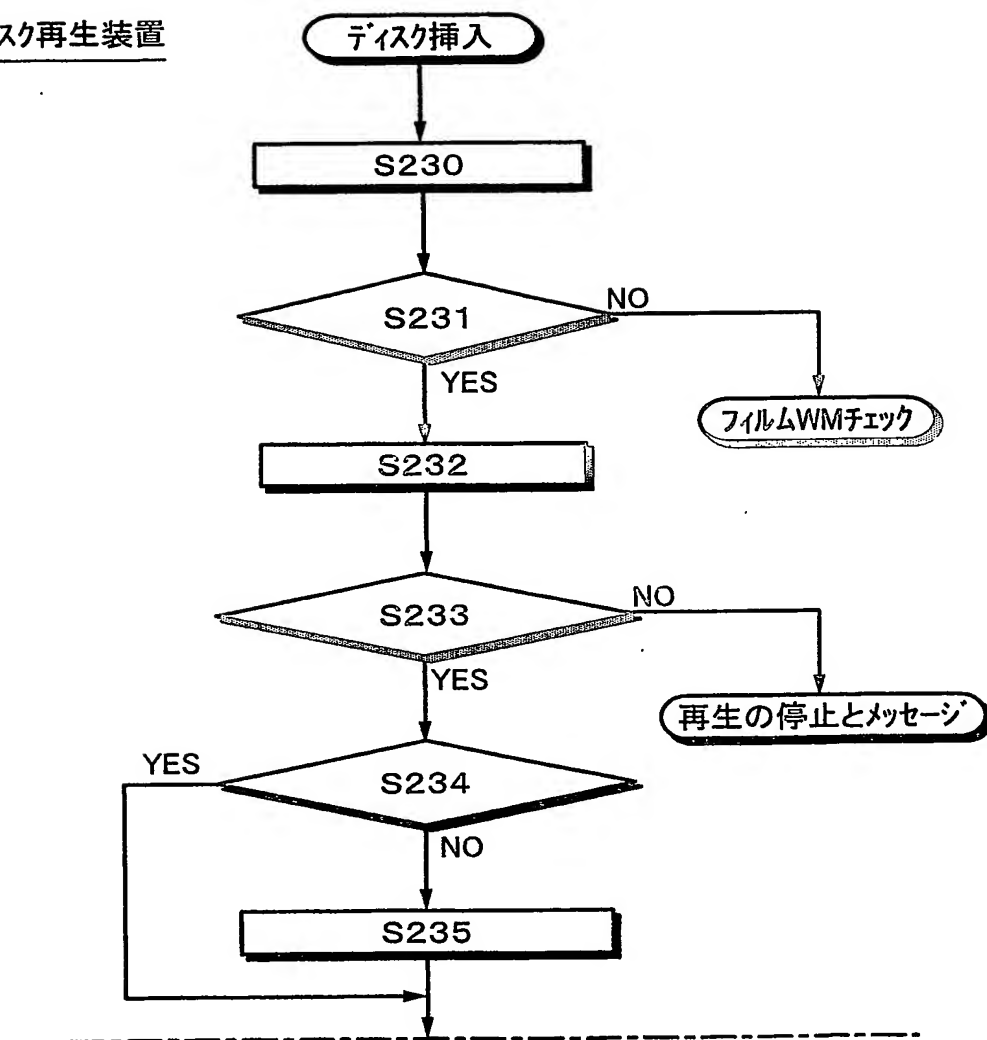 スク再生装置
ディスク挿入
S230
S231
NO
YES
フィルムWMチェック
S232
S233
NO
YES
再生の停止とメッセージ
YES
S234
NO
S235